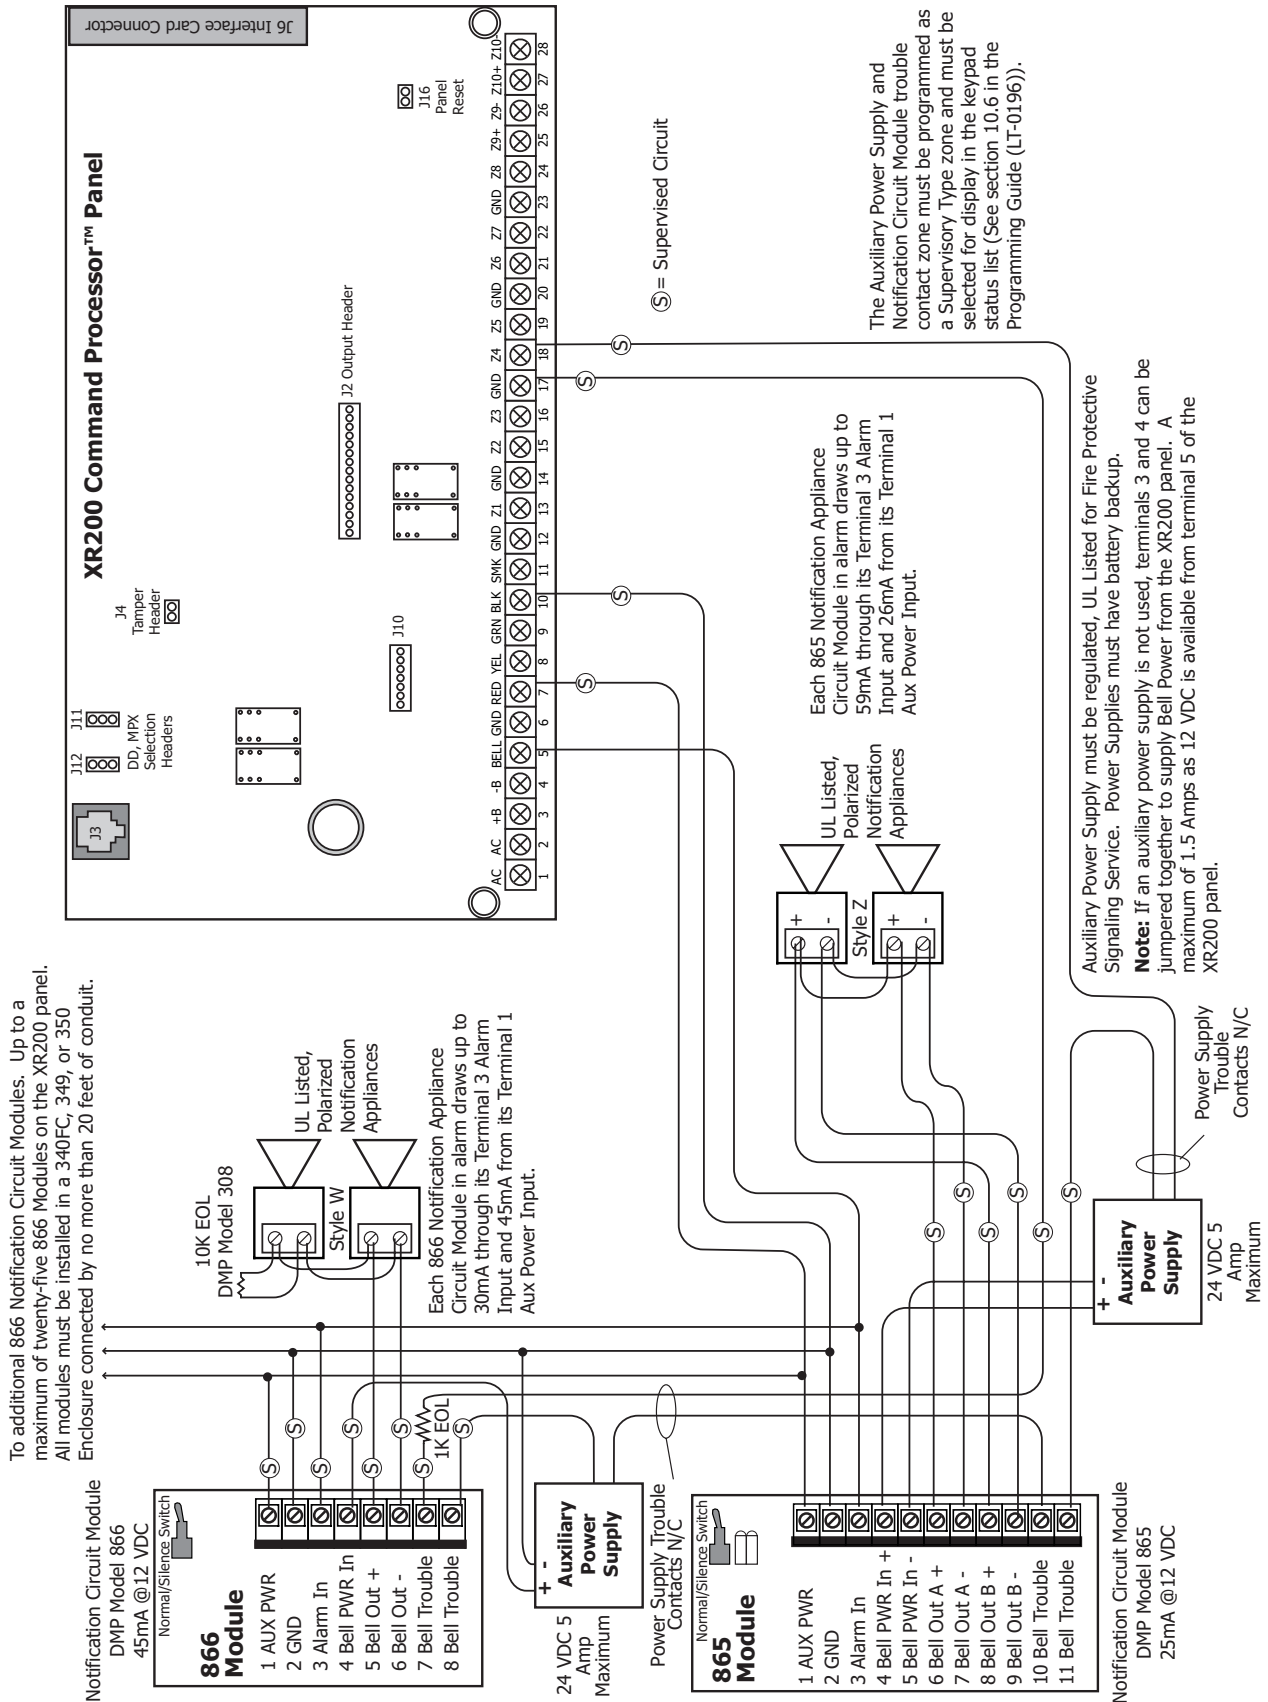 To additional 866 Notification Circuit Modules. Up to a
maximum of twenty-five 866 Modules on the XR200 panel.
All modules must be installed in a 340FC, 349, or 350
Enclosure connected by no more than 20 feet of conduit.
Notification Circuit Module
DMP Model 866
45mA @12 VDC
Normal/Silence Switch
866
Module
1 AUX PWR
2 GND
3 Alarm In
4 Bell PWR In
5 Bell Out +
6 Bell Out -
7 Bell Trouble
8 Bell Trouble
S
S
S
S
S
S
S
S
1K EOL
10K EOL
DMP Model 308
Style W
UL Listed,
Polarized
Notification
Appliances
Each 866 Notification Appliance
Circuit Module in alarm draws up to
30mA through its Terminal 3 Alarm
Input and 45mA from its Terminal 1
Aux Power Input.
+ -
Auxiliary
Power
Supply
24 VDC 5
Amp
Maximum
Power Supply Trouble
Contacts N/C
Normal/Silence Switch
865
Module
1 AUX PWR
2 GND
3 Alarm In
4 Bell PWR In +
5 Bell PWR In -
6 Bell Out A +
7 Bell Out A -
8 Bell Out B +
9 Bell Out B -
10 Bell Trouble
11 Bell Trouble
Notification Circuit Module
DMP Model 865
25mA @12 VDC
S
S
S
S
S
S
+ -
Auxiliary
Power
Supply
24 VDC 5
Amp
Maximum
Power Supply
Trouble
Contacts N/C
+
-
Style Z
+
-
UL Listed,
Polarized
Notification
Appliances
Each 865 Notification Appliance
Circuit Module in alarm draws up to
59mA through its Terminal 3 Alarm
Input and 26mA from its Terminal 1
Aux Power Input.
Auxiliary Power Supply must be regulated, UL Listed for Fire Protective
Signaling Service. Power Supplies must have battery backup.
Note: If an auxiliary power supply is not used, terminals 3 and 4 can be
jumpered together to supply Bell Power from the XR200 panel. A
maximum of 1.5 Amps as 12 VDC is available from terminal 5 of the
XR200 panel.
XR200 Command Processor™ Panel
J6 Interface Card Connector
J3
J12
J11
DD, MPX
Selection
Headers
J4
Tamper
Header
J10
J2 Output Header
J16
Panel
Reset
AC AC +B -B BELL GND RED YEL GRN BLK SMK GND Z1 GND Z2 Z3 GND Z4 Z5 GND Z6 Z7 GND Z8 Z9+ Z9- Z10+ Z10-
1 2 3 4 5 6 7 8 9 10 11 12 13 14 15 16 17 18 19 20 21 22 23 24 25 26 27 28
S
S
S
S
S = Supervised Circuit
The Auxiliary Power Supply and
Notification Circuit Module trouble
contact zone must be programmed as
a Supervisory Type zone and must be
selected for display in the keypad
status list (See section 10.6 in the
Programming Guide (LT-0196)).